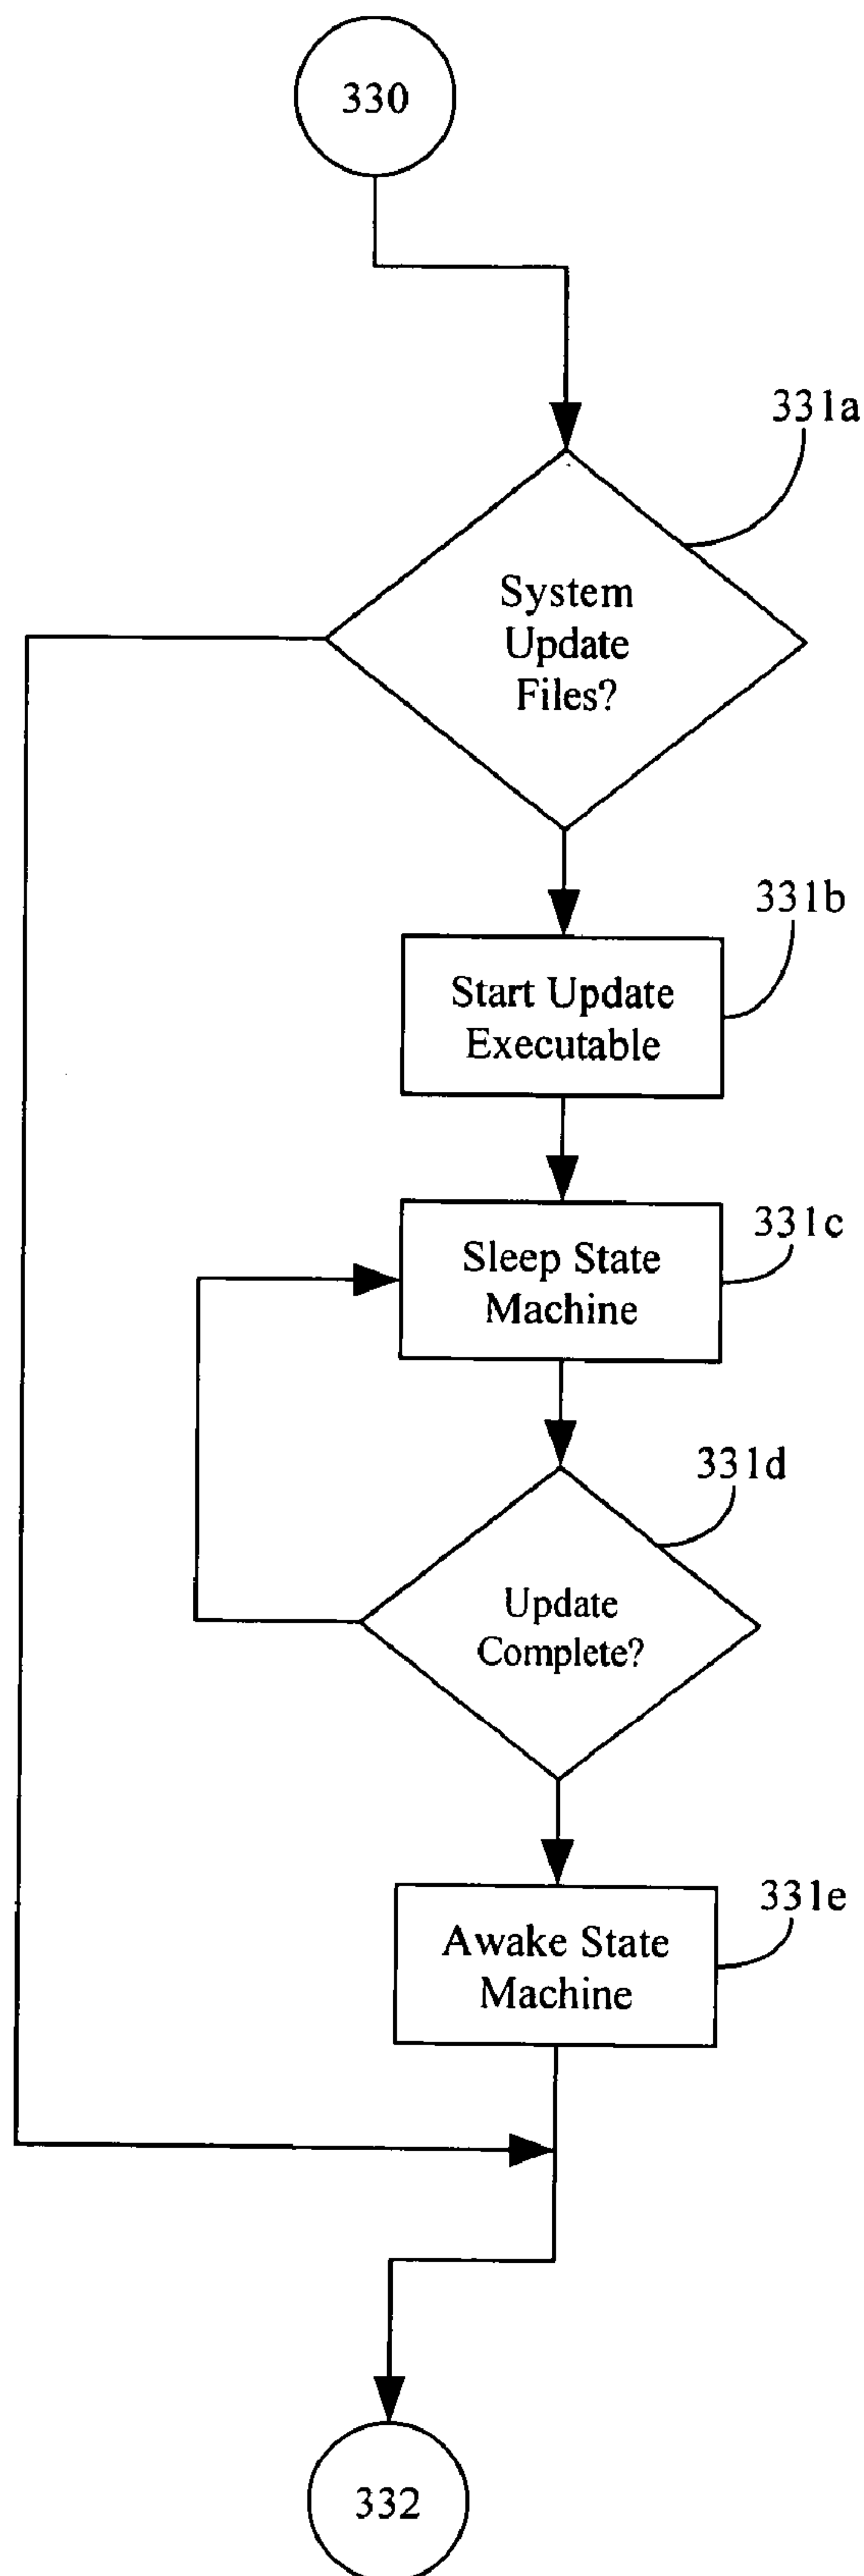 330
331a
System
Update
Files?
331b
Start Update
Executable
331c
Sleep State
Machine
331d
Update
Complete?
331e
Awake State
Machine
332